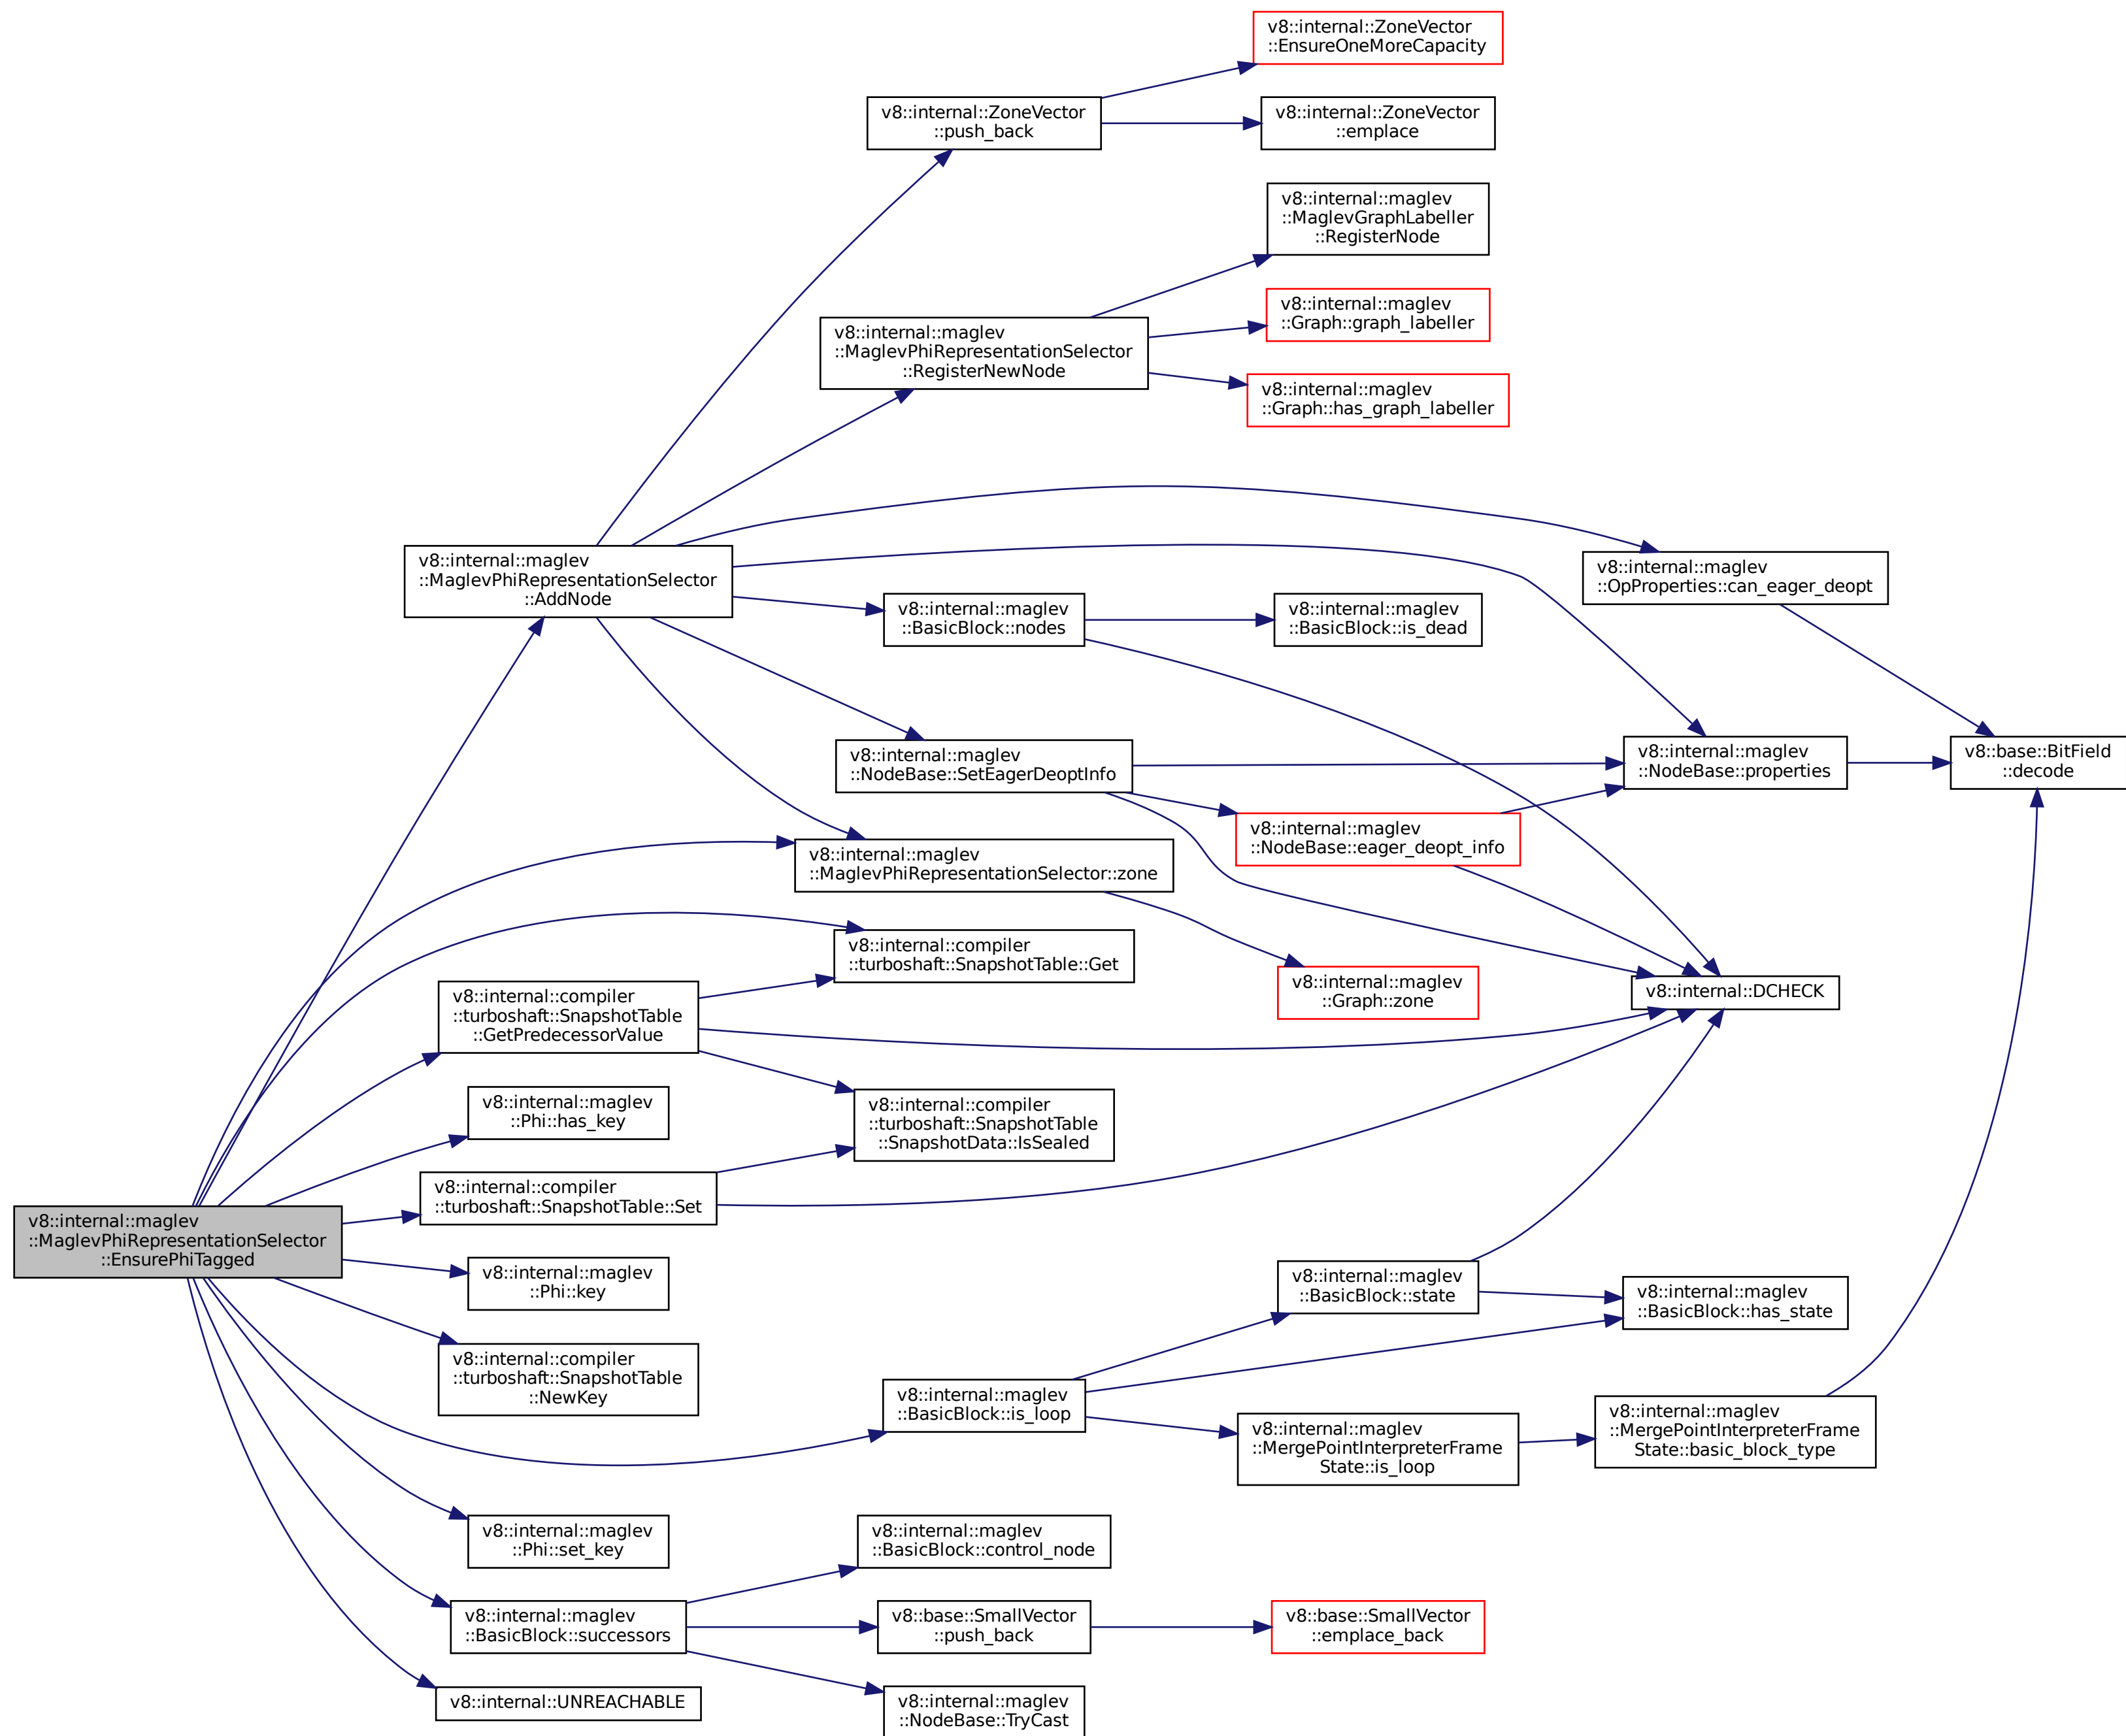 v8::internal::ZoneVector
::EnsureOneMoreCapacity
v8::internal::ZoneVector
::push_back
v8::internal::ZoneVector
::emplace
v8::internal::maglev
::MaglevGraphLabeller
::RegisterNode
v8::internal::maglev
::Graph::graph_labeller
v8::internal::maglev
::MaglevPhiRepresentationSelector
::RegisterNewNode
v8::internal::maglev
::Graph::has_graph_labeller
v8::internal::maglev
::MaglevPhiRepresentationSelector
::AddNode
v8::internal::maglev
::OpProperties::can_eager_deopt
v8::internal::maglev
::BasicBlock::nodes
v8::internal::maglev
::BasicBlock::is_dead
v8::internal::maglev
::NodeBase::SetEagerDeoptInfo
v8::internal::maglev
::NodeBase::properties
v8::base::BitField
::decode
v8::internal::maglev
::NodeBase::eager_deopt_info
v8::internal::maglev
::MaglevPhiRepresentationSelector::zone
v8::internal::compiler
::turboshaft::SnapshotTable::Get
v8::internal::maglev
::Graph::zone
v8::internal::DCHECK
v8::internal::compiler
::turboshaft::SnapshotTable
::GetPredecessorValue
v8::internal::maglev
::Phi::has_key
v8::internal::compiler
::turboshaft::SnapshotTable
::SnapshotData::IsSealed
v8::internal::compiler
::turboshaft::SnapshotTable::Set
v8::internal::maglev
::MaglevPhiRepresentationSelector
::EnsurePhiTagged
v8::internal::maglev
::Phi::key
v8::internal::maglev
::BasicBlock::state
v8::internal::maglev
::BasicBlock::has_state
v8::internal::compiler
::turboshaft::SnapshotTable
::NewKey
v8::internal::maglev
::BasicBlock::is_loop
v8::internal::maglev
::MergePointInterpreterFrame
State::is_loop
v8::internal::maglev
::MergePointInterpreterFrame
State::basic_block_type
v8::internal::maglev
::Phi::set_key
v8::internal::maglev
::BasicBlock::control_node
v8::internal::maglev
::BasicBlock::successors
v8::base::SmallVector
::push_back
v8::base::SmallVector
::emplace_back
v8::internal::UNREACHABLE
v8::internal::maglev
::NodeBase::TryCast